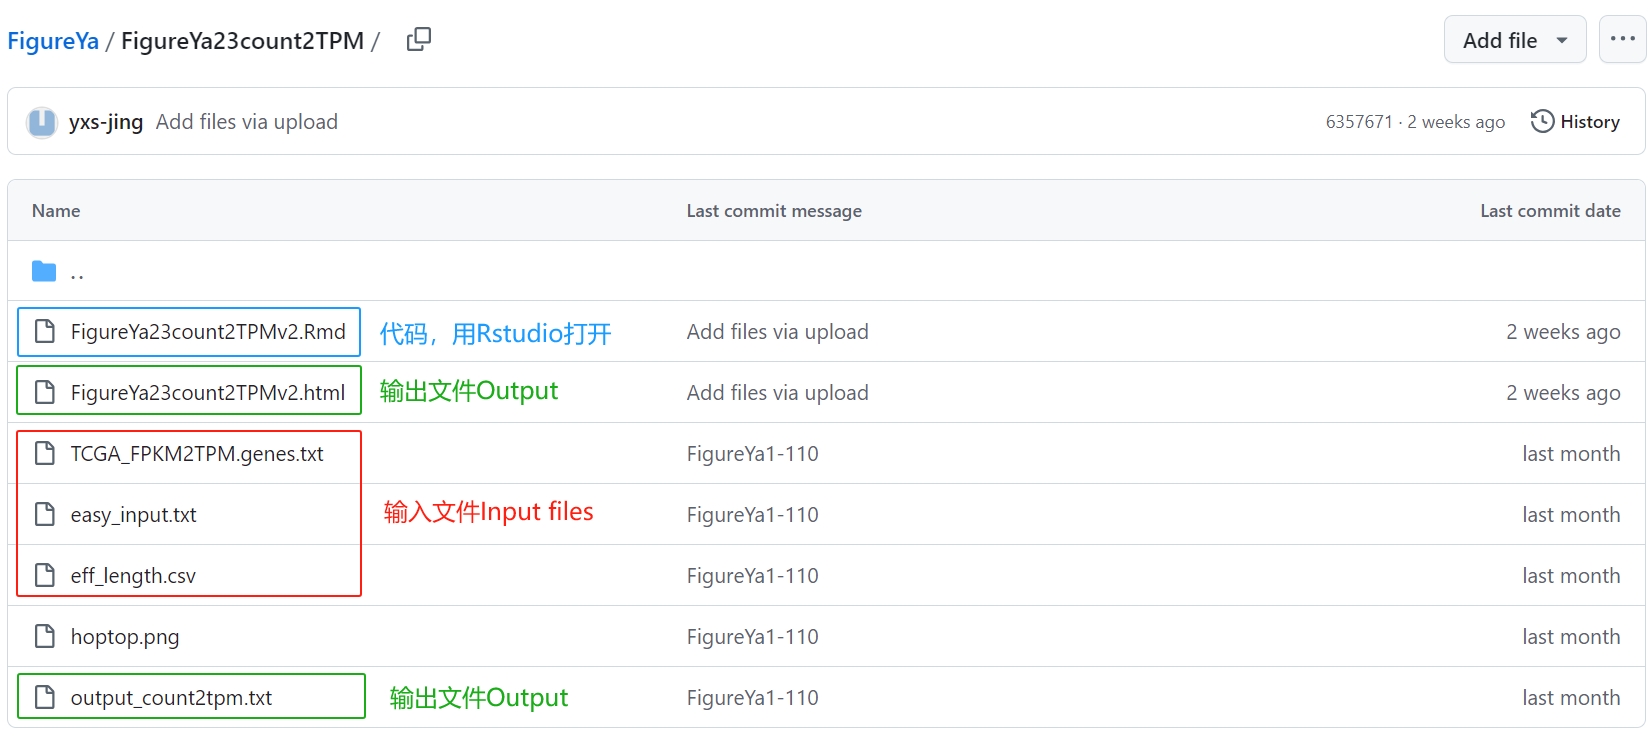 FigureYa / FigureYa23count2TPM /
Add file
yxs-jing Add files via upload
6357671 · 2 weeks ago
History
Name Last commit message Last commit date
..
FigureYa23count2TPMv2.Rmd 代码，用Rstudio打开 Add files via upload 2 weeks ago
FigureYa23count2TPMv2.html 输出文件Output Add files via upload 2 weeks ago
TCGA_FPKM2TPM.genes.txt FigureYa1-110 last month
easy_input.txt 输入文件Input files FigureYa1-110 last month
eff_length.csv FigureYa1-110 last month
hoptop.png FigureYa1-110 last month
output_count2tpm.txt 输出文件Output FigureYa1-110 last month